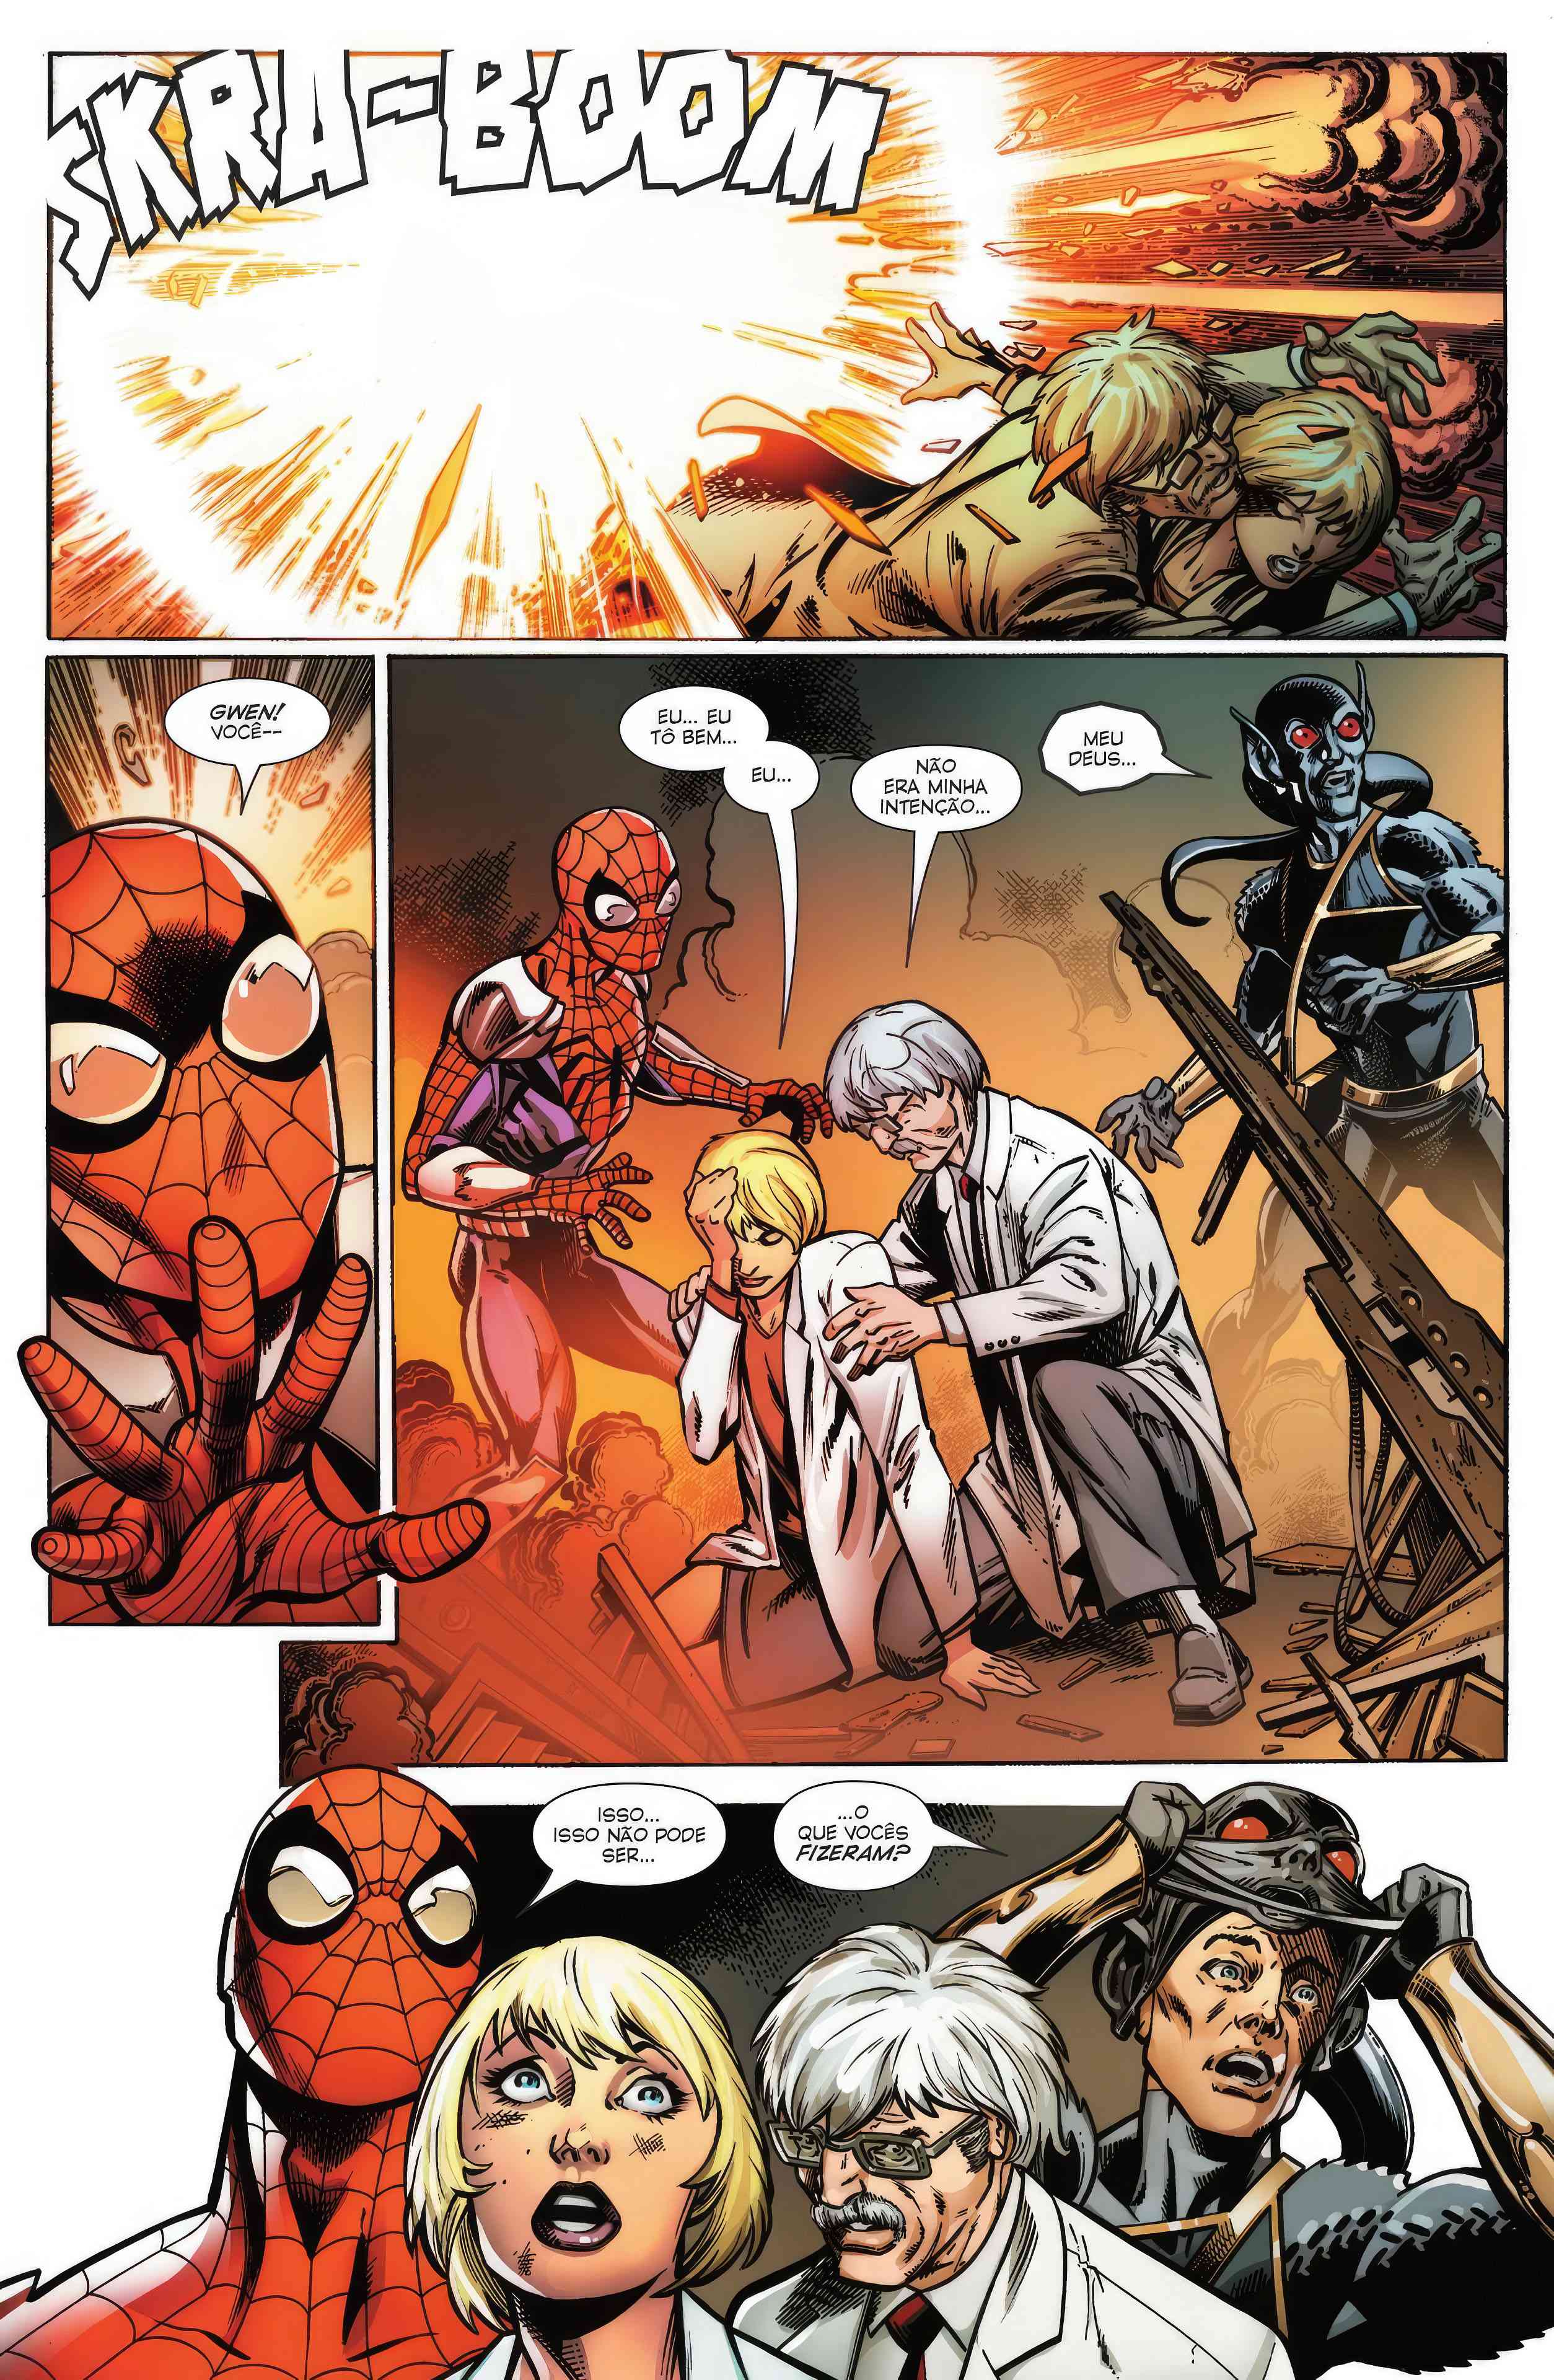 SKRA-BOOM
GWEN!
VOCÊ--
EU... EU
TÔ BEM...
EU...
NÃO
ERA MINHA
INTENÇÃO...
MEU
DEUS...
ISSO...
ISSO NÃO PODE
SER...
...O
QUE VOCÊS
FIZERAM?